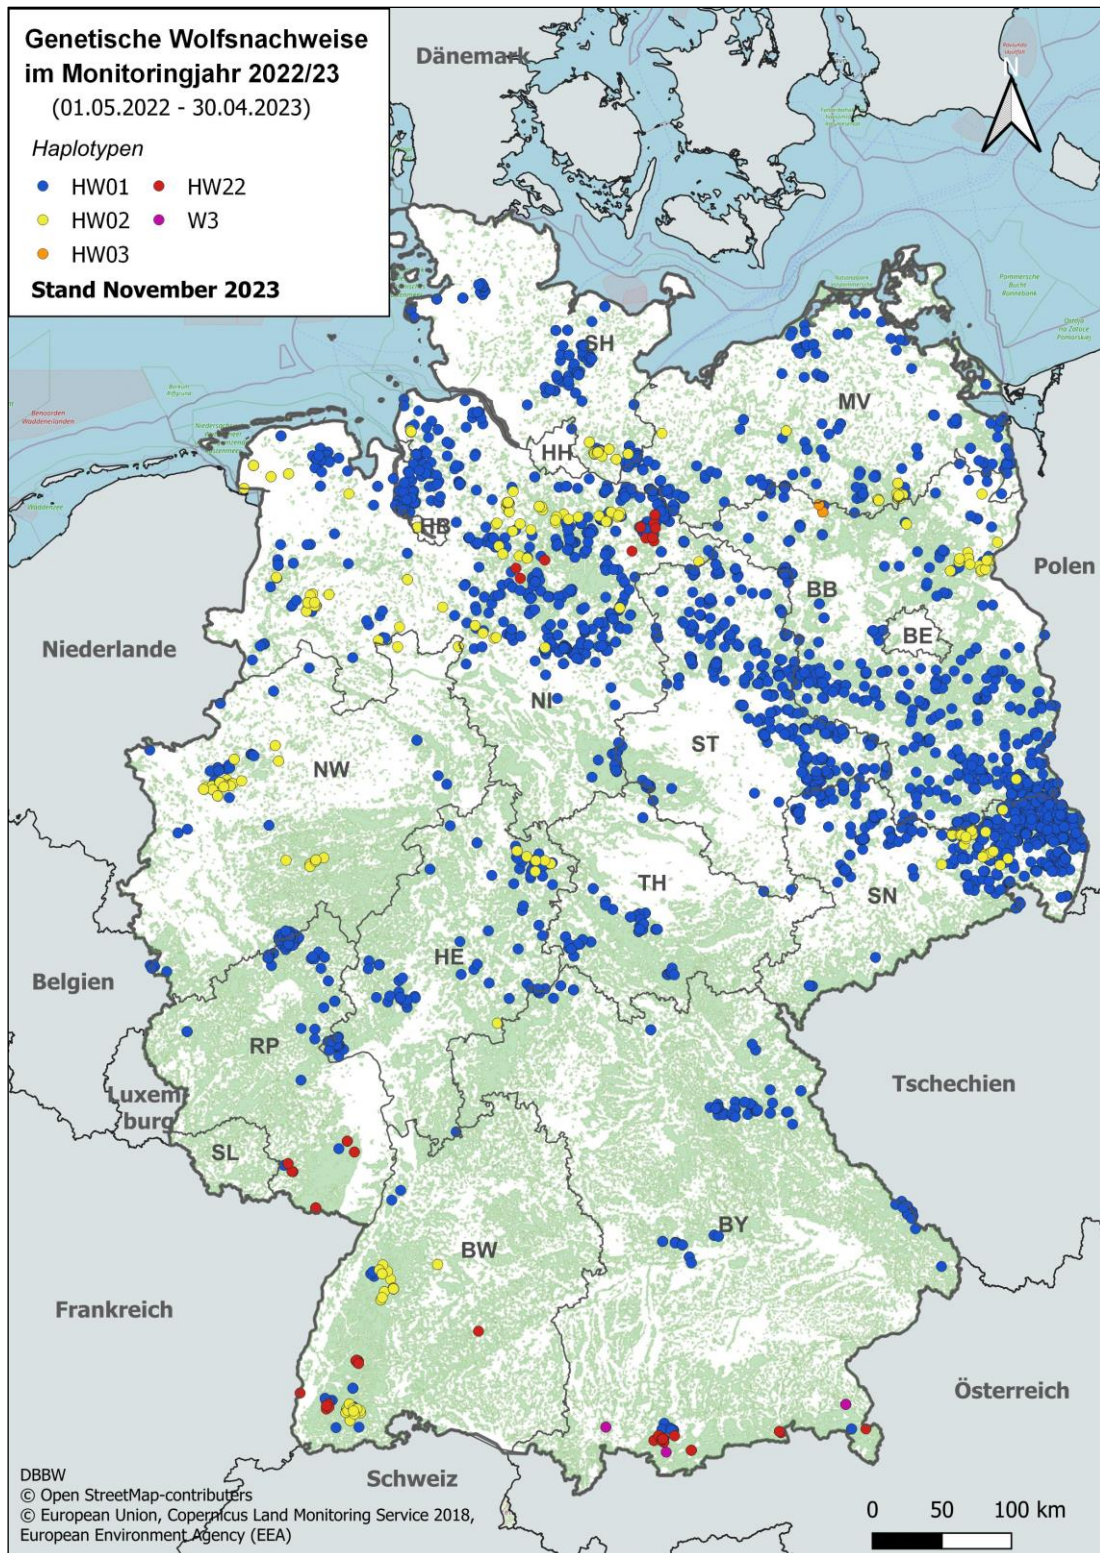 Genetische Wolfsnachweise
im Monitoringjahr 2022/23
(01.05.2022 - 30.04.2023)
Haplotypen
HW01
HW22
HW02
W3
HW03
Stand November 2023
Dänemark
N
SH
MV
HH
HB
Polen
BB
BE
Niederlande
NI
ST
NW
TH
SN
HE
Belgien
RP
Tschechien
Luxem-
burg
SL
BY
BW
Frankreich
Österreich
Schweiz
DBBW
© Open StreetMap-contributers
© European Union, Copernicus Land Monitoring Service 2018,
European Environment Agency (EEA)
0 50 100 km